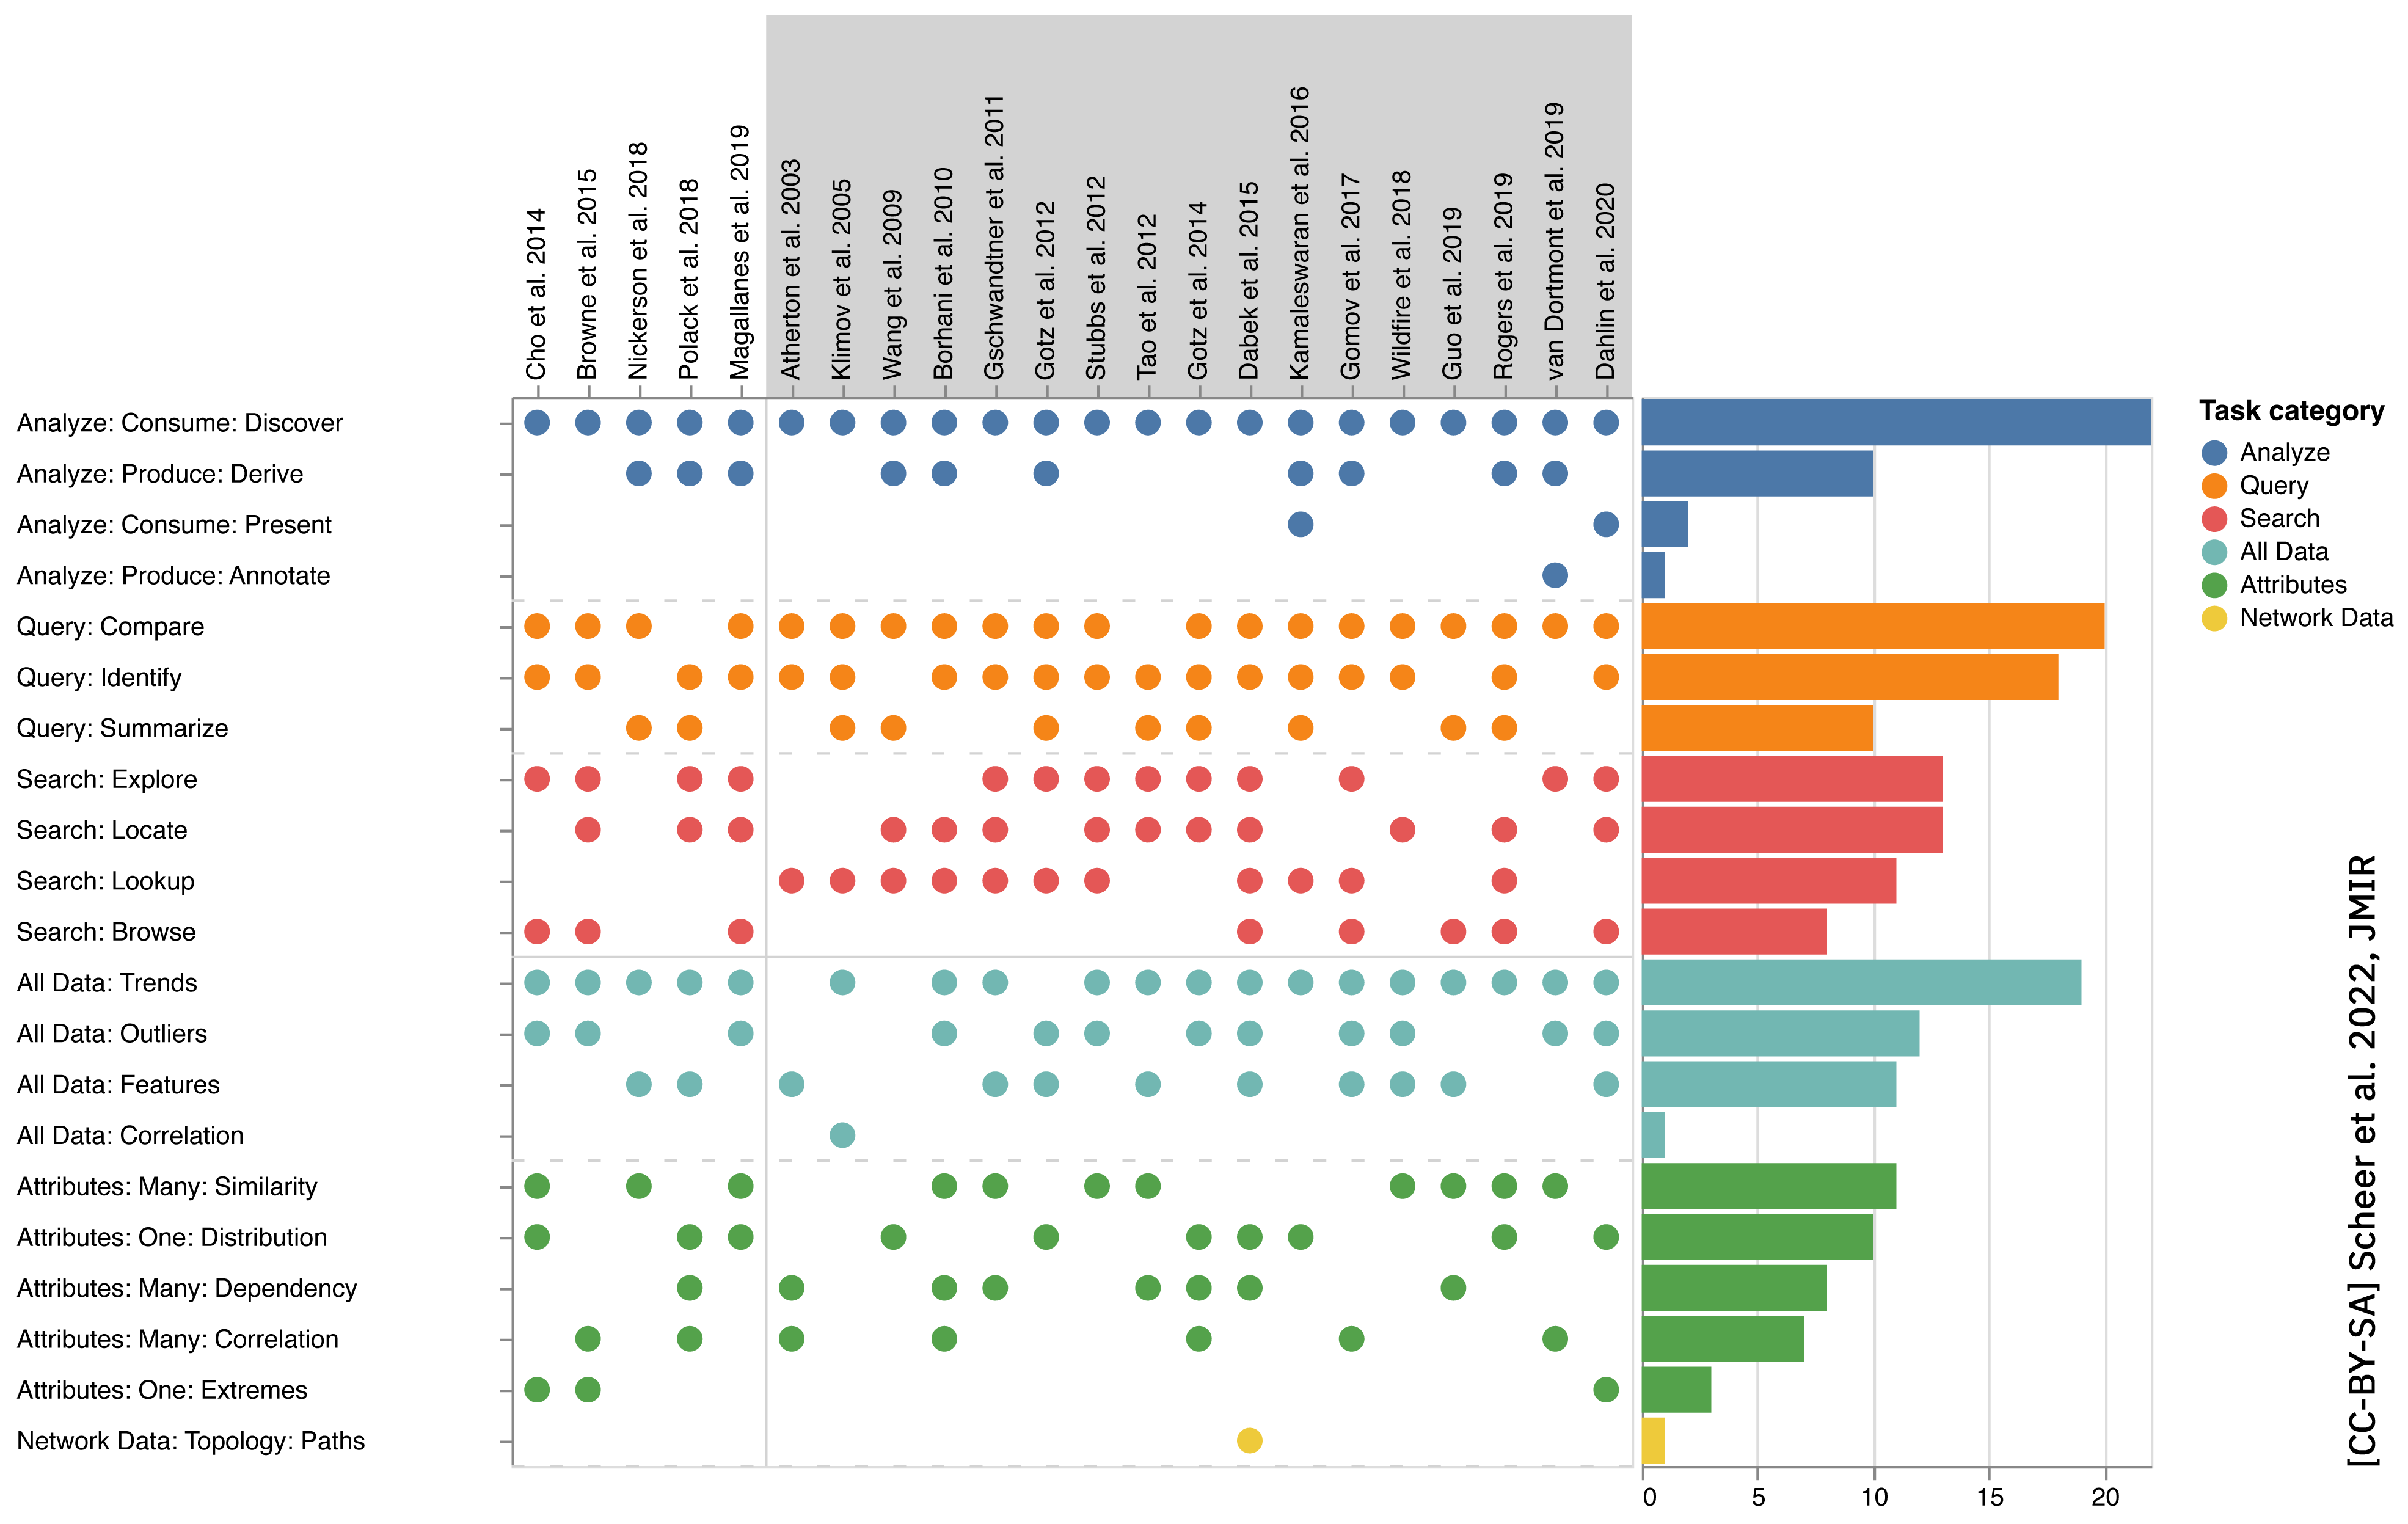 Cho et al. 2014
Browne et al. 2015
Nickerson et al. 2018
Polack et al. 2018
Magallanes et al. 2019
Atherton et al. 2003
Klimov et al. 2005
Wang et al. 2009
Borhani et al. 2010
Gschwandtner et al. 2011
Gotz et al. 2012
Stubbs et al. 2012
Tao et al. 2012
Gotz et al. 2014
Dabek et al. 2015
Kamaleswaran et al. 2016
Gomov et al. 2017
Wildfire et al. 2018
Guo et al. 2019
Rogers et al. 2019
van Dortmont et al. 2019
Dahlin et al. 2020
Analyze: Consume: Discover
Analyze: Produce: Derive
Analyze: Consume: Present
Analyze: Produce: Annotate
Query: Compare
Query: Identify
Query: Summarize
Search: Explore
Search: Locate
Search: Lookup
Search: Browse
All Data: Trends
All Data: Outliers
All Data: Features
All Data: Correlation
Attributes: Many: Similarity
Attributes: One: Distribution
Attributes: Many: Dependency
Attributes: Many: Correlation
Attributes: One: Extremes
Network Data: Topology: Paths
0 5 10 15 20
Task category
Analyze
Query
Search
All Data
Attributes
Network Data
[CC-BY-SA] Scheer et al. 2022, JMIR